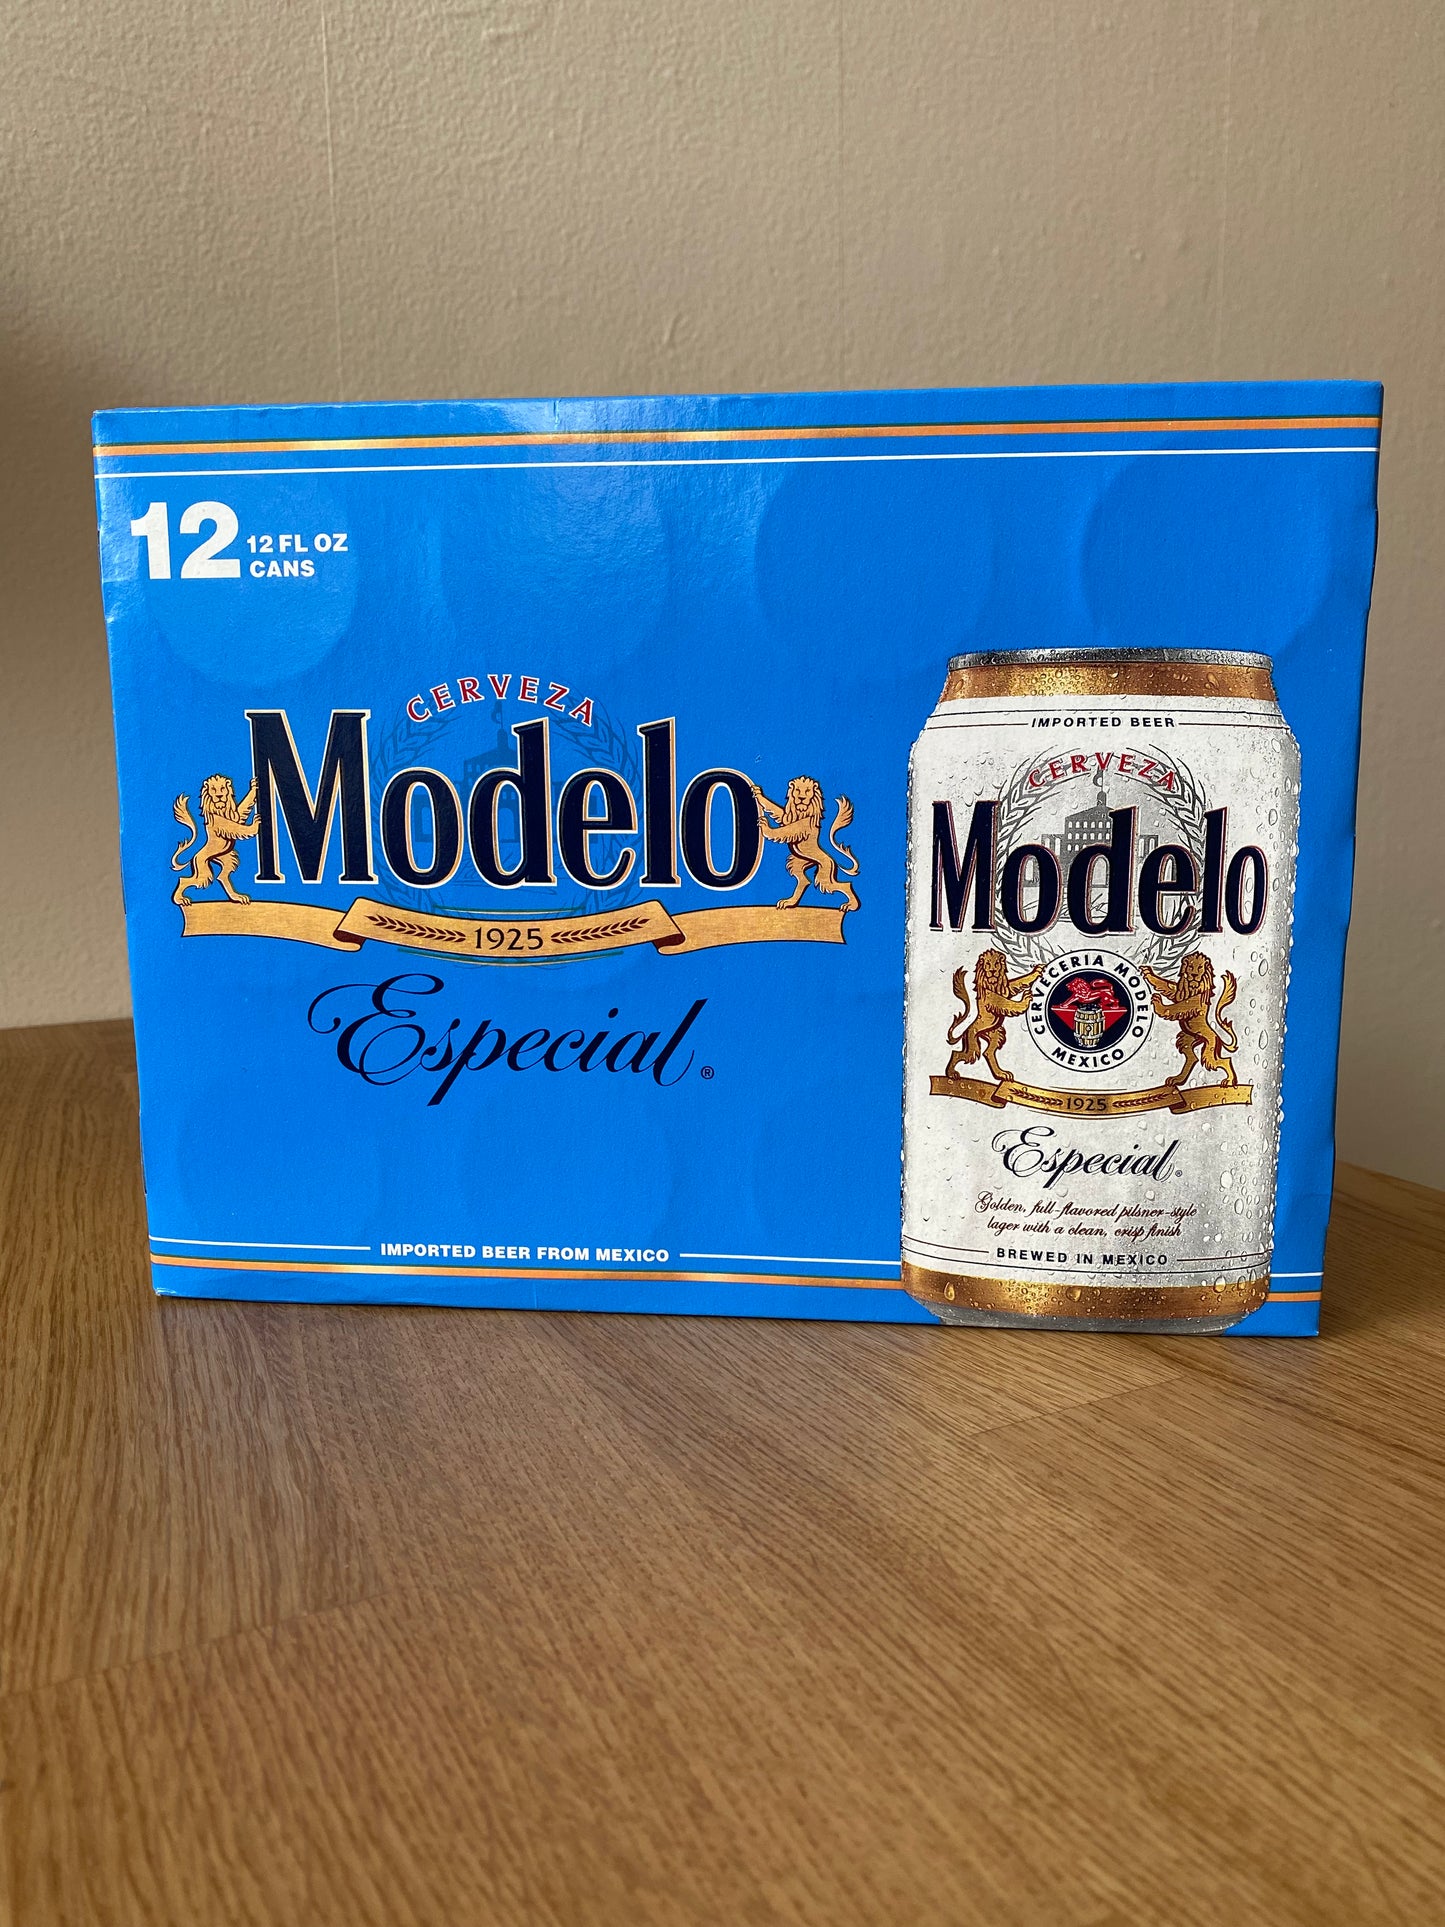 12 12 FL OZ
CANS
CERVEZA
Modelo
1925
Especial®
IMPORTED BEER FROM MEXICO
IMPORTED BEER
CERVEZA
Modelo
CERVECERIA MODELO
MEXICO
1925
Especial®
Golden, full-flavored pilsner-style
lager with a clean, crisp finish
BREWED IN MEXICO